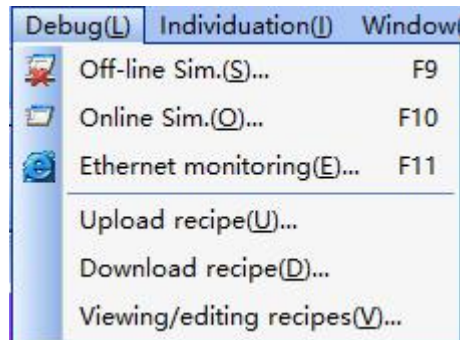 Debug(L) Individuation(I) Window(
Off-line Sim.(S)... F9
Online Sim.(O)... F10
Ethernet monitoring(E)... F11
Upload recipe(U)...
Download recipe(D)...
Viewing/editing recipes(V)...